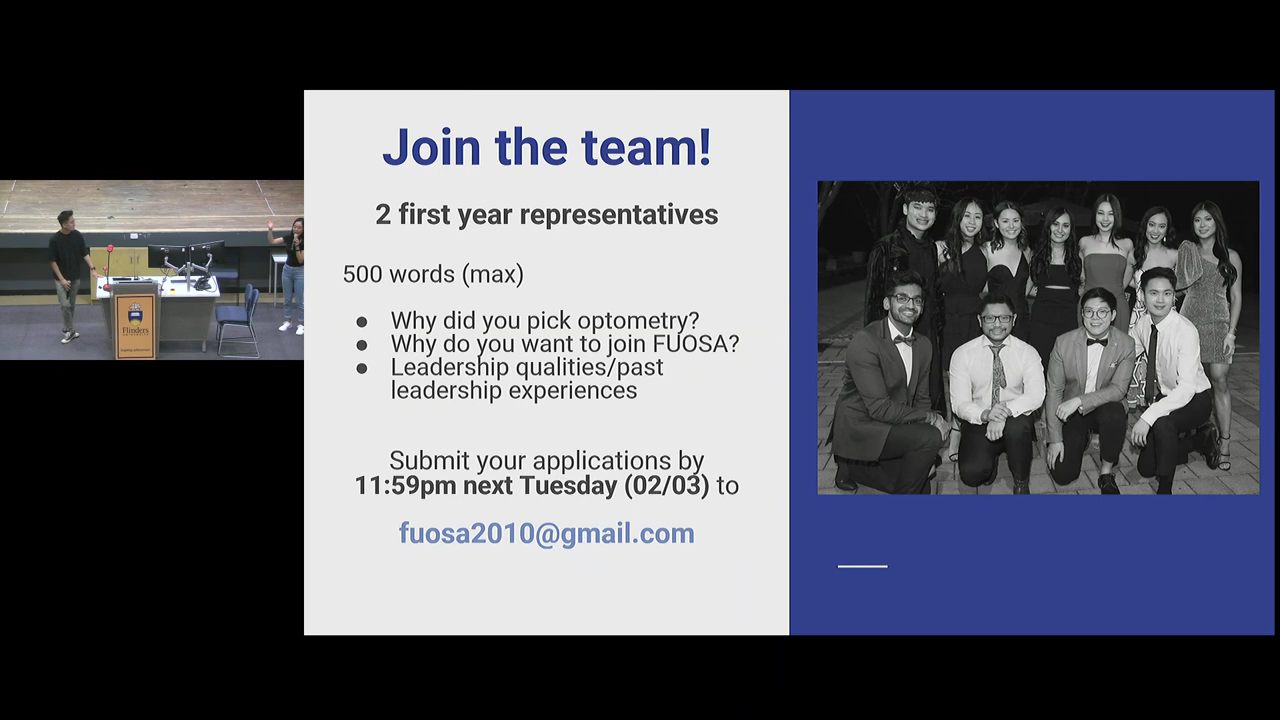 Join the team!
2 first year representatives
500 words (max)
● Why did you pick optometry?
● Why do you want to join FUOSA?
● Leadership qualities/past
leadership experiences
Submit your applications by
11:59pm next Tuesday (02/03) to
fuosa2010@gmail.com
Flinders
UNIVERSITY